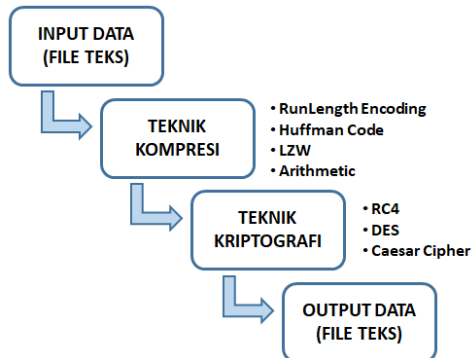 INPUT DATA
(FILE TEKS)
TEKNIK
KOMPRESI
• RunLength Encoding
• Huffman Code
• LZW
• Arithmetic
TEKNIK
KRIPTOGRAFI
• RC4
• DES
• Caesar Cipher
OUTPUT DATA
(FILE TEKS)